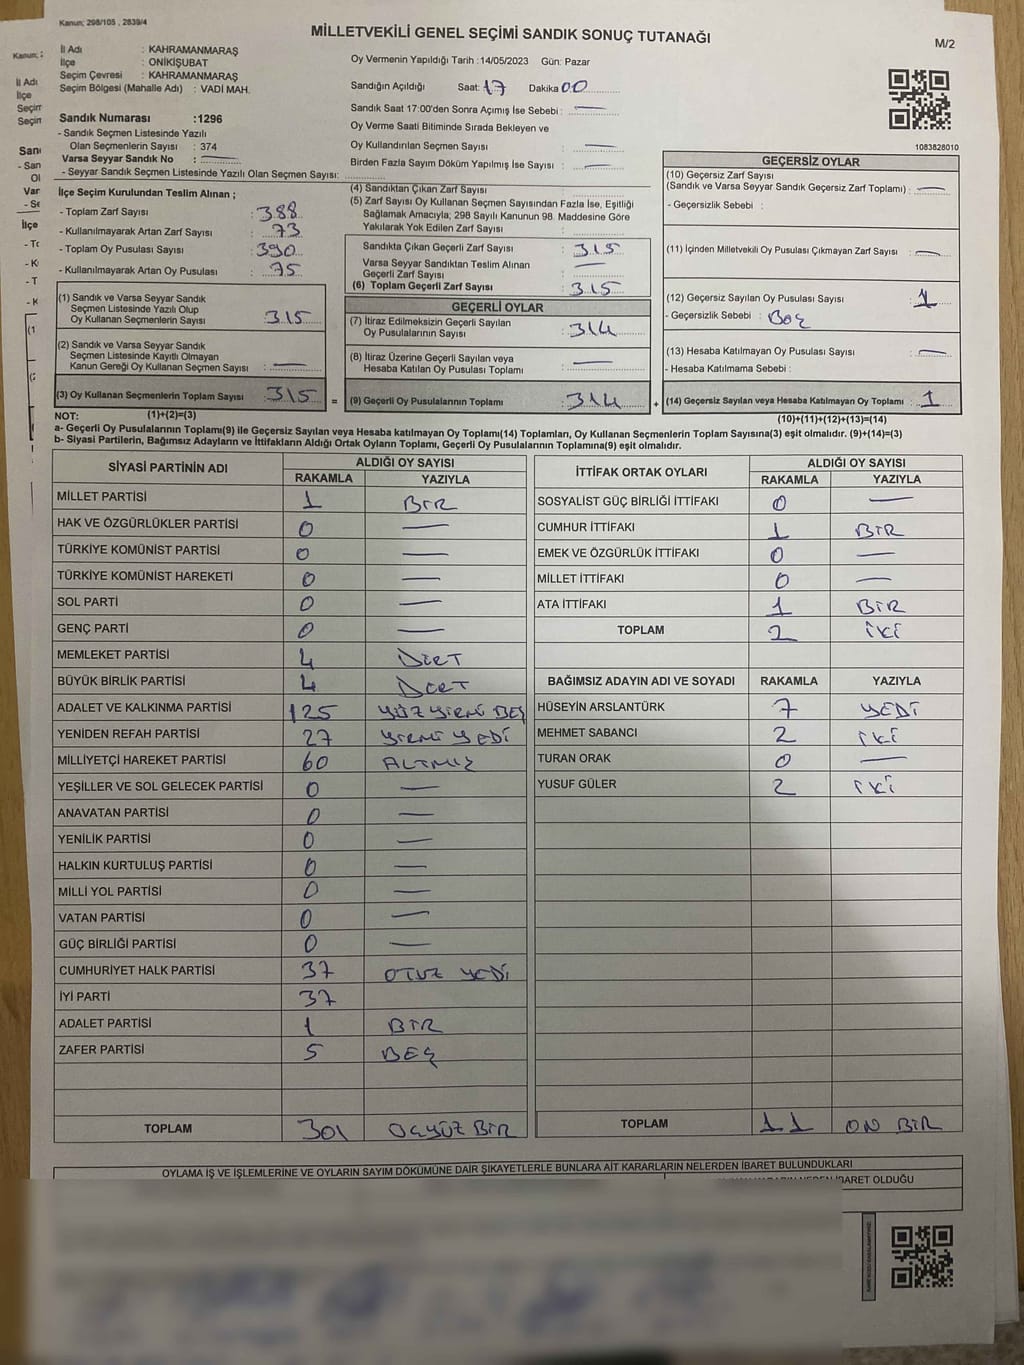 Kanun; 298/105 , 2839/4
MİLLETVEKİLİ GENEL SEÇİMİ SANDIK SONUÇ TUTANAĞI
M/2
İl Adı : KAHRAMANMARAŞ
İlçe : ONİKİŞUBAT
Seçim Çevresi : KAHRAMANMARAŞ
Seçim Bölgesi (Mahalle Adı) : VADİ MAH.
Sandık Numarası :1296
- Sandık Seçmen Listesinde Yazılı
Olan Seçmenlerin Sayısı : 374
Varsa Seyyar Sandık No : —
- Seyyar Sandık Seçmen Listesinde Yazılı Olan Seçmen Sayısı:
Oy Vermenin Yapıldığı Tarih :14/05/2023 Gün: Pazar
Sandığın Açıldığı Saat: 17 Dakika 00
Sandık Saat 17:00'den Sonra Açımış İse Sebebi : —
Oy Verme Saati Bitiminde Sırada Bekleyen ve
Oy Kullandırılan Seçmen Sayısı : —
Birden Fazla Sayım Döküm Yapılmış İse Sayısı : —
1083828010
İlçe Seçim Kurulundan Teslim Alınan ;
- Toplam Zarf Sayısı : 388
- Kullanılmayarak Artan Zarf Sayısı : 73
- Toplam Oy Pusulası Sayısı : 390
- Kullanılmayarak Artan Oy Pusulası : 75
(1) Sandık ve Varsa Seyyar Sandık
Seçmen Listesinde Yazılı Olup
Oy Kullanan Seçmenlerin Sayısı : 315
(2) Sandık ve Varsa Seyyar Sandık
Seçmen Listesinde Kayıtlı Olmayan
Kanun Gereği Oy Kullanan Seçmen Sayısı : —
(3) Oy Kullanan Seçmenlerin Toplam Sayısı : 315 =
(4) Sandıktan Çıkan Zarf Sayısı :
(5) Zarf Sayısı Oy Kullanan Seçmen Sayısından Fazla İse, Eşitliği
Sağlamak Amacıyla; 298 Sayılı Kanunun 98. Maddesine Göre
Yakılarak Yok Edilen Zarf Sayısı :
Sandıkta Çıkan Geçerli Zarf Sayısı : 315
Varsa Seyyar Sandıktan Teslim Alınan
Geçerli Zarf Sayısı : —
(6) Toplam Geçerli Zarf Sayısı : 315
GEÇERLİ OYLAR
(7) İtiraz Edilmeksizin Geçerli Sayılan
Oy Pusulalarının Sayısı : 314
(8) İtiraz Üzerine Geçerli Sayılan veya
Hesaba Katılan Oy Pusulası Toplamı : —
(9) Geçerli Oy Pusulalarının Toplamı : 314 +
GEÇERSİZ OYLAR
(10) Geçersiz Zarf Sayısı
(Sandık ve Varsa Seyyar Sandık Geçersiz Zarf Toplamı) : —
- Geçersizlik Sebebi :
(11) İçinden Milletvekili Oy Pusulası Çıkmayan Zarf Sayısı : —
(12) Geçersiz Sayılan Oy Pusulası Sayısı : 1
- Geçersizlik Sebebi : Boş
(13) Hesaba Katılmayan Oy Pusulası Sayısı : —
- Hesaba Katılmama Sebebi :
(14) Geçersiz Sayılan veya Hesaba Katılmayan Oy Toplamı : 1
NOT: (1)+(2)=(3) (10)+(11)+(12)+(13)=(14)
a- Geçerli Oy Pusulalarının Toplamı(9) ile Geçersiz Sayılan veya Hesaba katılmayan Oy Toplamı(14) Toplamları, Oy Kullanan Seçmenlerin Toplam Sayısına(3) eşit olmalıdır. (9)+(14)=(3)
b- Siyasi Partilerin, Bağımsız Adayların ve İttifakların Aldığı Ortak Oyların Toplamı, Geçerli Oy Pusulalarının Toplamına(9) eşit olmalıdır.
SİYASİ PARTİNİN ADI ALDIĞI OY SAYISI
RAKAMLA YAZIYLA
MİLLET PARTİSİ 1 BİR
HAK VE ÖZGÜRLÜKLER PARTİSİ 0 —
TÜRKİYE KOMÜNİST PARTİSİ 0 —
TÜRKİYE KOMÜNİST HAREKETİ 0 —
SOL PARTİ 0 —
GENÇ PARTİ 0 —
MEMLEKET PARTİSİ 4 DÖRT
BÜYÜK BİRLİK PARTİSİ 4 DÖRT
ADALET VE KALKINMA PARTİSİ 125 YÜZ YİRMİ BEŞ
YENİDEN REFAH PARTİSİ 27 YİRMİ YEDİ
MİLLİYETÇİ HAREKET PARTİSİ 60 ALTMIŞ
YEŞİLLER VE SOL GELECEK PARTİSİ 0 —
ANAVATAN PARTİSİ 0 —
YENİLİK PARTİSİ 0 —
HALKIN KURTULUŞ PARTİSİ 0 —
MİLLİ YOL PARTİSİ 0 —
VATAN PARTİSİ 0 —
GÜÇ BİRLİĞİ PARTİSİ 0 —
CUMHURİYET HALK PARTİSİ 37 OTUZ YEDİ
İYİ PARTİ 37
ADALET PARTİSİ 1 BİR
ZAFER PARTİSİ 5 BEŞ
TOPLAM 301 ÜÇYÜZ BİR
İTTİFAK ORTAK OYLARI ALDIĞI OY SAYISI
RAKAMLA YAZIYLA
SOSYALİST GÜÇ BİRLİĞİ İTTİFAKI 0 —
CUMHUR İTTİFAKI 1 BİR
EMEK VE ÖZGÜRLÜK İTTİFAKI 0 —
MİLLET İTTİFAKI 0 —
ATA İTTİFAKI 1 BİR
TOPLAM 2 İKİ
BAĞIMSIZ ADAYIN ADI VE SOYADI RAKAMLA YAZIYLA
HÜSEYİN ARSLANTÜRK 7 YEDİ
MEHMET SABANCI 2 İKİ
TURAN ORAK 0 —
YUSUF GÜLER 2 İKİ
TOPLAM 11 ON BİR
OYLAMA İŞ VE İŞLEMLERİNE VE OYLARIN SAYIM DÖKÜMÜNE DAİR ŞİKAYETLERLE BUNLARA AİT KARARLARIN NELERDEN İBARET BULUNDUKLARI
İBARET OLDUĞU